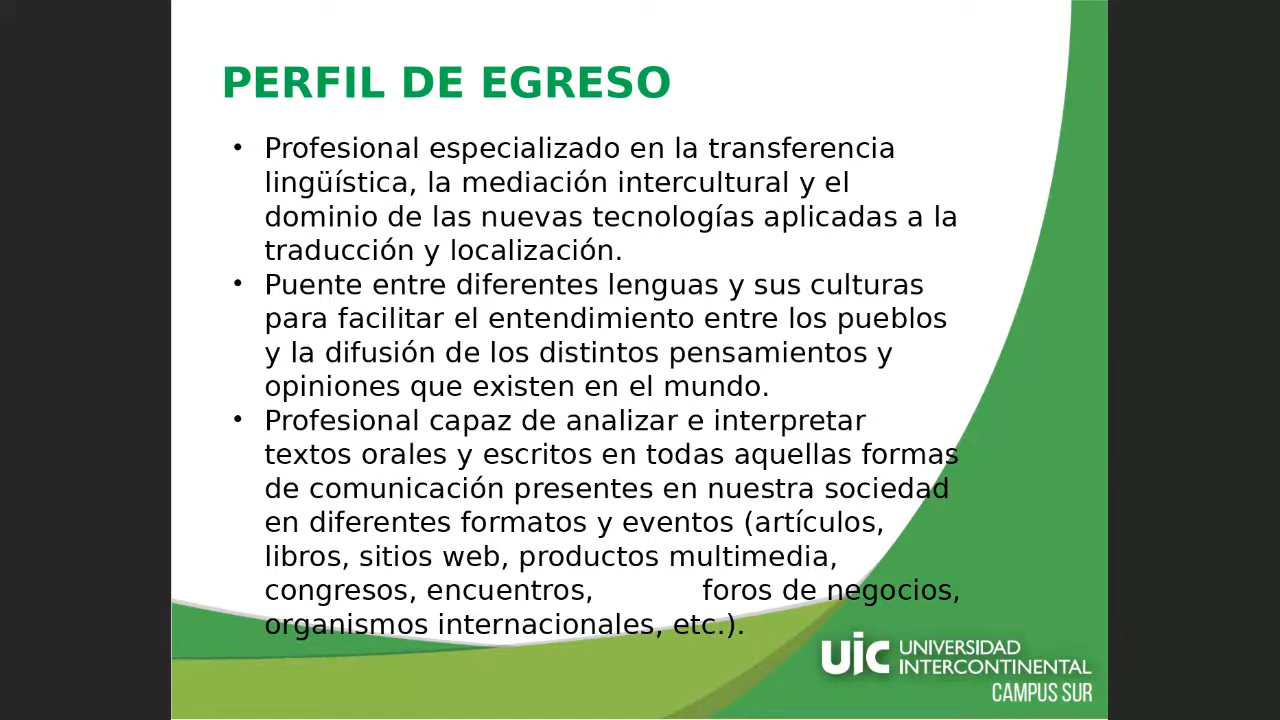 PERFIL DE EGRESO
• Profesional especializado en la transferencia
lingüística, la mediación intercultural y el
dominio de las nuevas tecnologías aplicadas a la
traducción y localización.
• Puente entre diferentes lenguas y sus culturas
para facilitar el entendimiento entre los pueblos
y la difusión de los distintos pensamientos y
opiniones que existen en el mundo.
• Profesional capaz de analizar e interpretar
textos orales y escritos en todas aquellas formas
de comunicación presentes en nuestra sociedad
en diferentes formatos y eventos (artículos,
libros, sitios web, productos multimedia,
congresos, encuentros, foros de negocios,
organismos internacionales, etc.).
uic UNIVERSIDAD
INTERCONTINENTAL
CAMPUS SUR